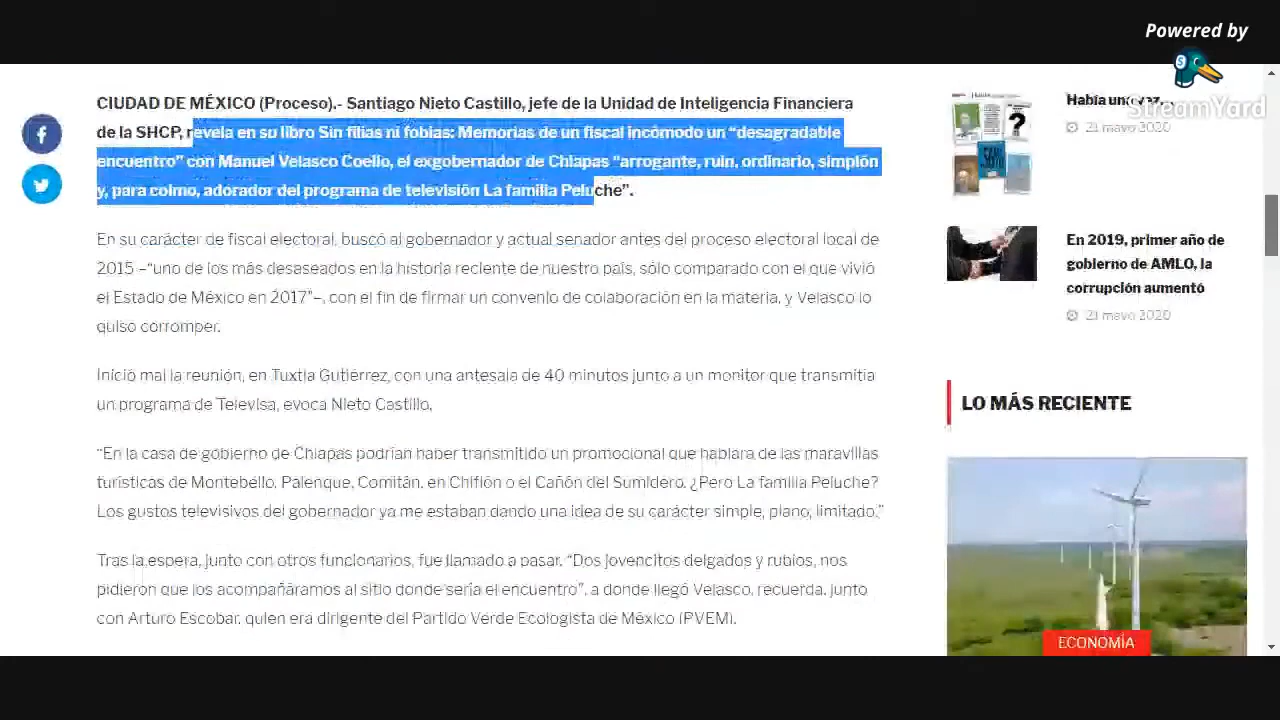 Powered by
StreamYard
CIUDAD DE MÉXICO (Proceso).- Santiago Nieto Castillo, jefe de la Unidad de Inteligencia Financiera
de la SHCP, revela en su libro Sin filias ni fobias: Memorias de un fiscal incómodo un “desagradable
encuentro” con Manuel Velasco Coello, el exgobernador de Chiapas “arrogante, ruin, ordinario, simplón
y, para colmo, adorador del programa de televisión La familia Peluche”.
En su carácter de fiscal electoral, buscó al gobernador y actual senador antes del proceso electoral local de
2015 –“uno de los más desaseados en la historia reciente de nuestro país, sólo comparado con el que vivió
el Estado de México en 2017”–, con el fin de firmar un convenio de colaboración en la materia, y Velasco lo
quiso corromper.
Inició mal la reunión, en Tuxtla Gutiérrez, con una antesala de 40 minutos junto a un monitor que transmitía
un programa de Televisa, evoca Nieto Castillo.
“En la casa de gobierno de Chiapas podrían haber transmitido un promocional que hablara de las maravillas
turísticas de Montebello, Palenque, Comitán, en Chiflón o el Cañón del Sumidero. ¿Pero La familia Peluche?
Los gustos televisivos del gobernador ya me estaban dando una idea de su carácter simple, plano, limitado.”
Tras la espera, junto con otros funcionarios, fue llamado a pasar. “Dos jovencitos delgados y rubios, nos
pidieron que los acompañáramos al sitio donde sería el encuentro”, a donde llegó Velasco, recuerda, junto
con Arturo Escobar, quien era dirigente del Partido Verde Ecologista de México (PVEM).
Había una vez...
21 mayo 2020
En 2019, primer año de
gobierno de AMLO, la
corrupción aumentó
21 mayo 2020
LO MÁS RECIENTE
ECONOMÍA